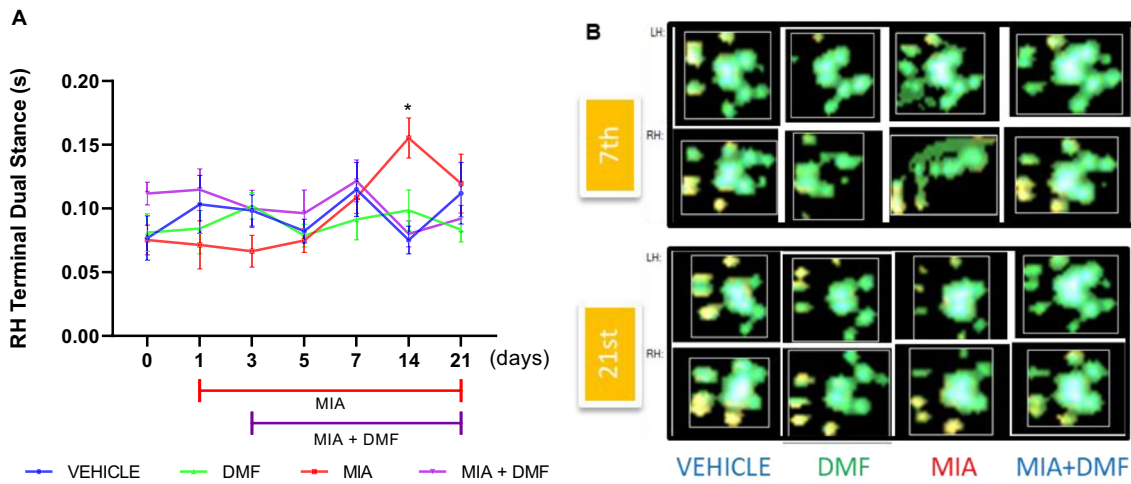 A
RH Terminal Dual Stance (s)
0.20
0.15
0.10
0.05
0.00
*
0 1 3 5 7 14 21 (days)
MIA
MIA + DMF
VEHICLE DMF MIA MIA + DMF
B
7th
LH:
RH:
21st
LH:
RH:
VEHICLE DMF MIA MIA+DMF